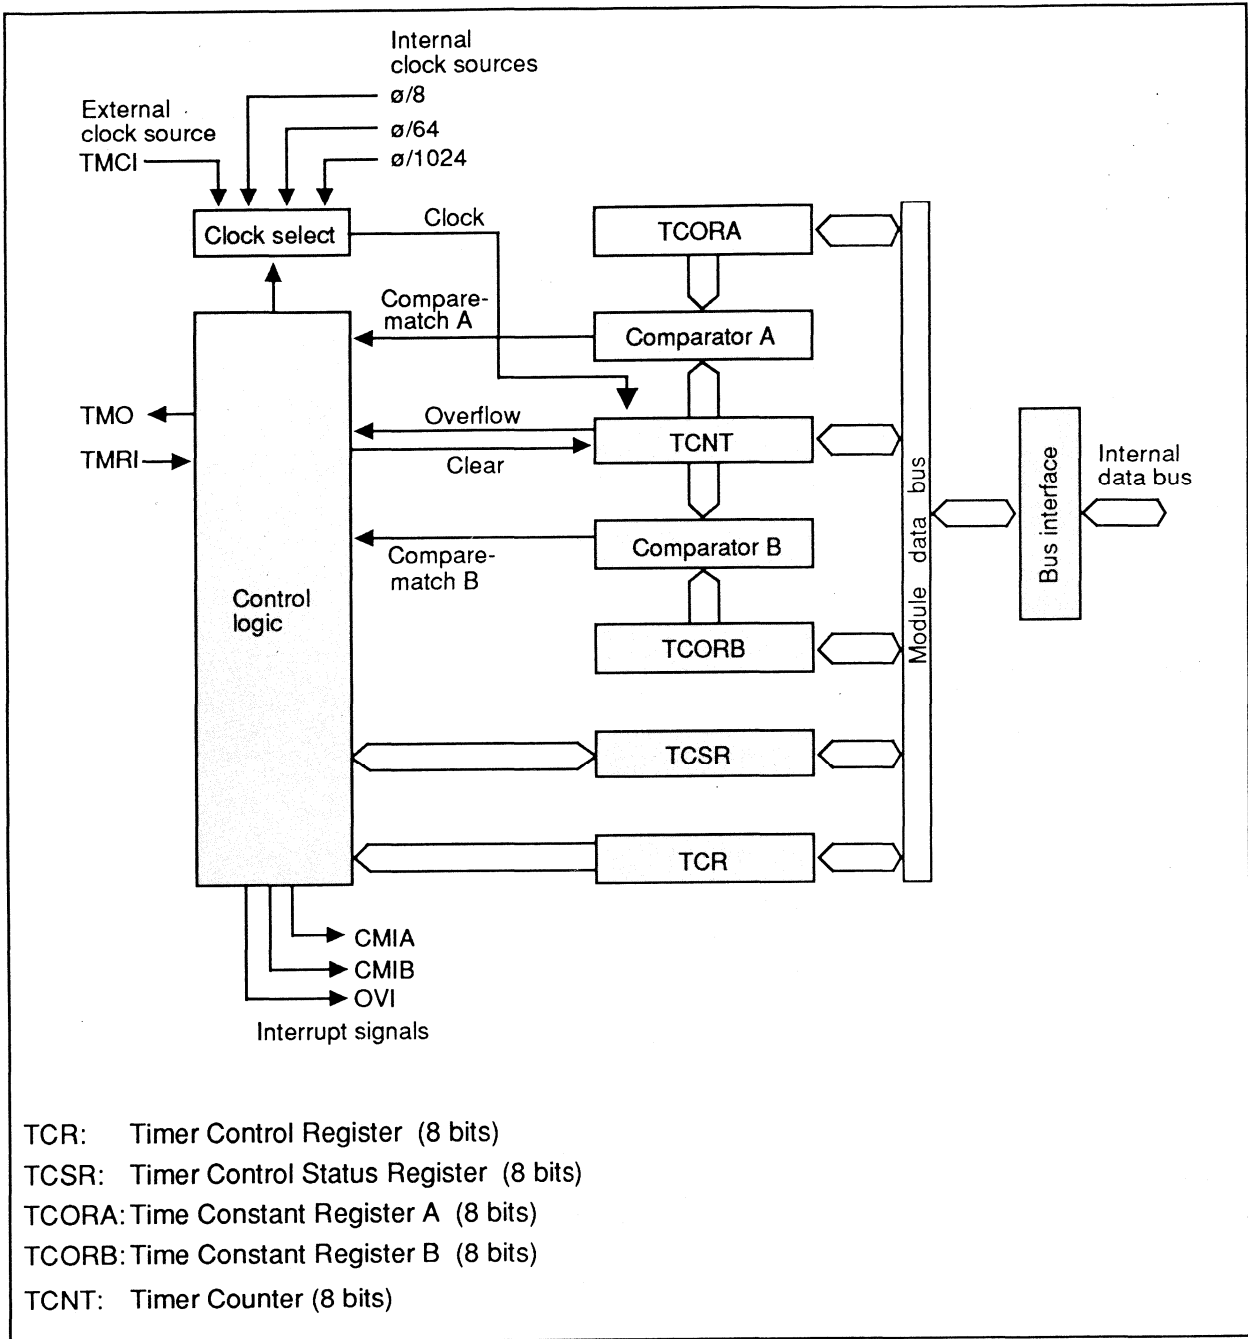 Internal
clock sources
ø/8
External
clock source
ø/64
TMCI
ø/1024
Clock select
Clock
TCORA
Compare-
match A
Comparator A
TMO
Overflow
TCNT
TMRI
Clear
Module data bus
Bus interface
Internal
data bus
Compare-
match B
Comparator B
Control
logic
TCORB
TCSR
TCR
CMIA
CMIB
OVI
Interrupt signals
TCR: Timer Control Register (8 bits)
TCSR: Timer Control Status Register (8 bits)
TCORA: Time Constant Register A (8 bits)
TCORB: Time Constant Register B (8 bits)
TCNT: Timer Counter (8 bits)